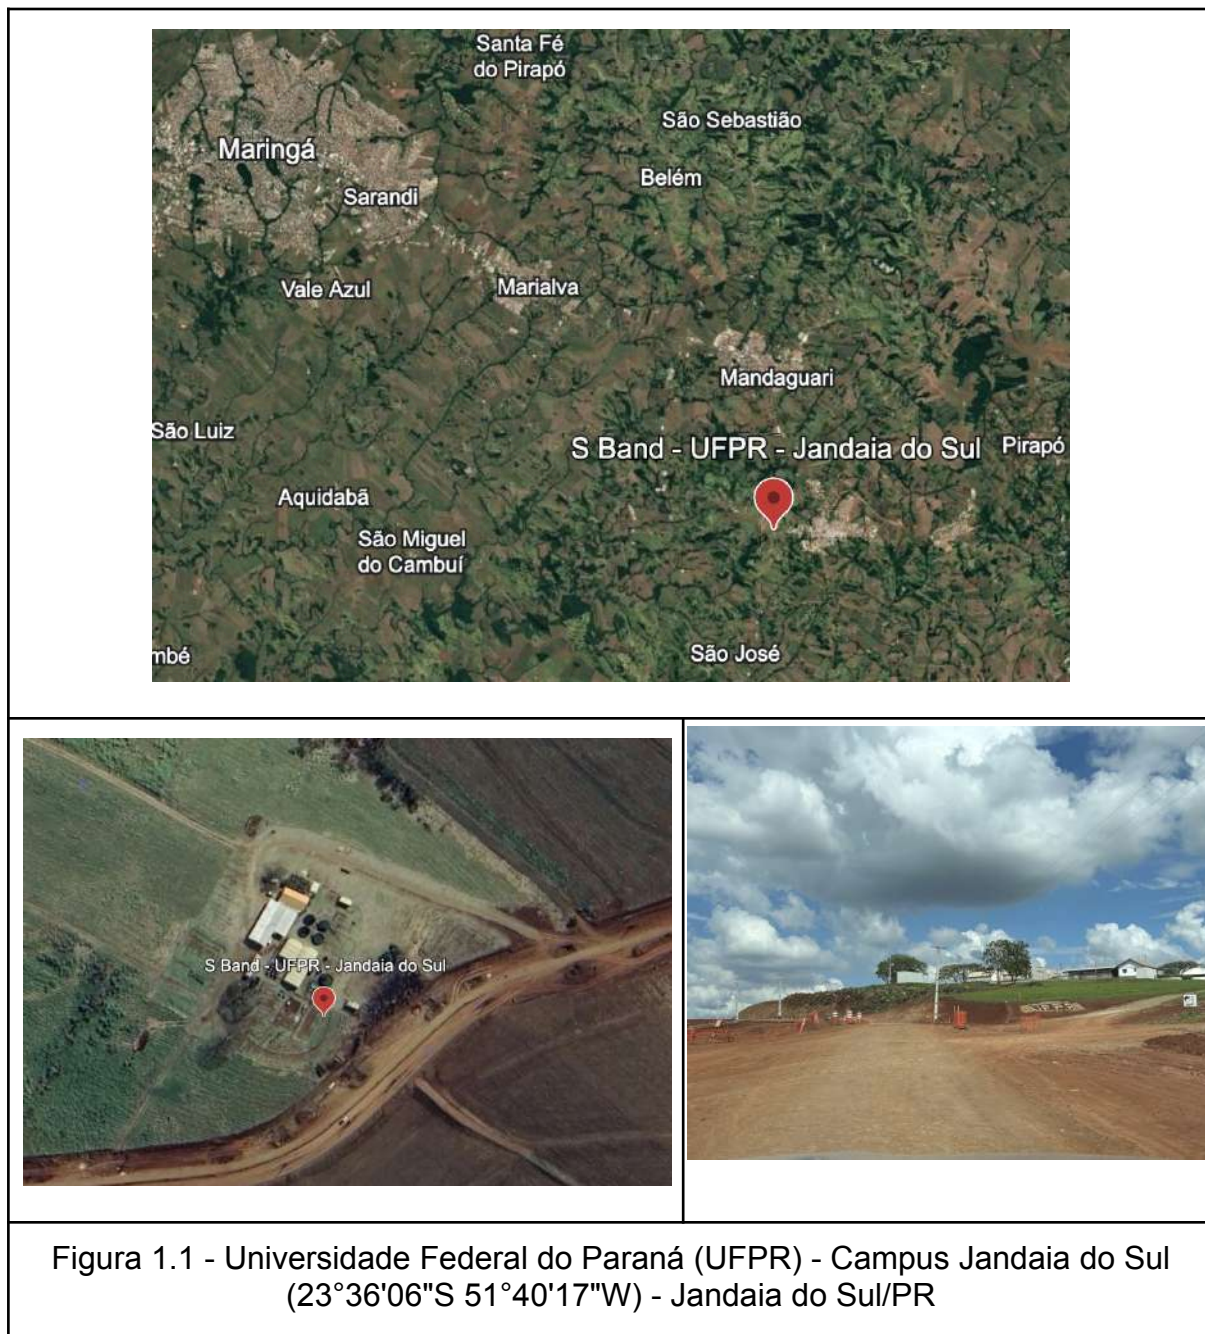 Santa Fé
do Pirapó
São Sebastião
Maringá
Belém
Sarandi
Vale Azul
Marialva
Mandaguari
São Luiz
S Band - UFPR - Jandaia do Sul
Pirapó
Aquidabã
São Miguel
do Cambuí
mbé
São José
S Band - UFPR - Jandaia do Sul
Figura 1.1 - Universidade Federal do Paraná (UFPR) - Campus Jandaia do Sul
(23°36'06"S 51°40'17"W) - Jandaia do Sul/PR